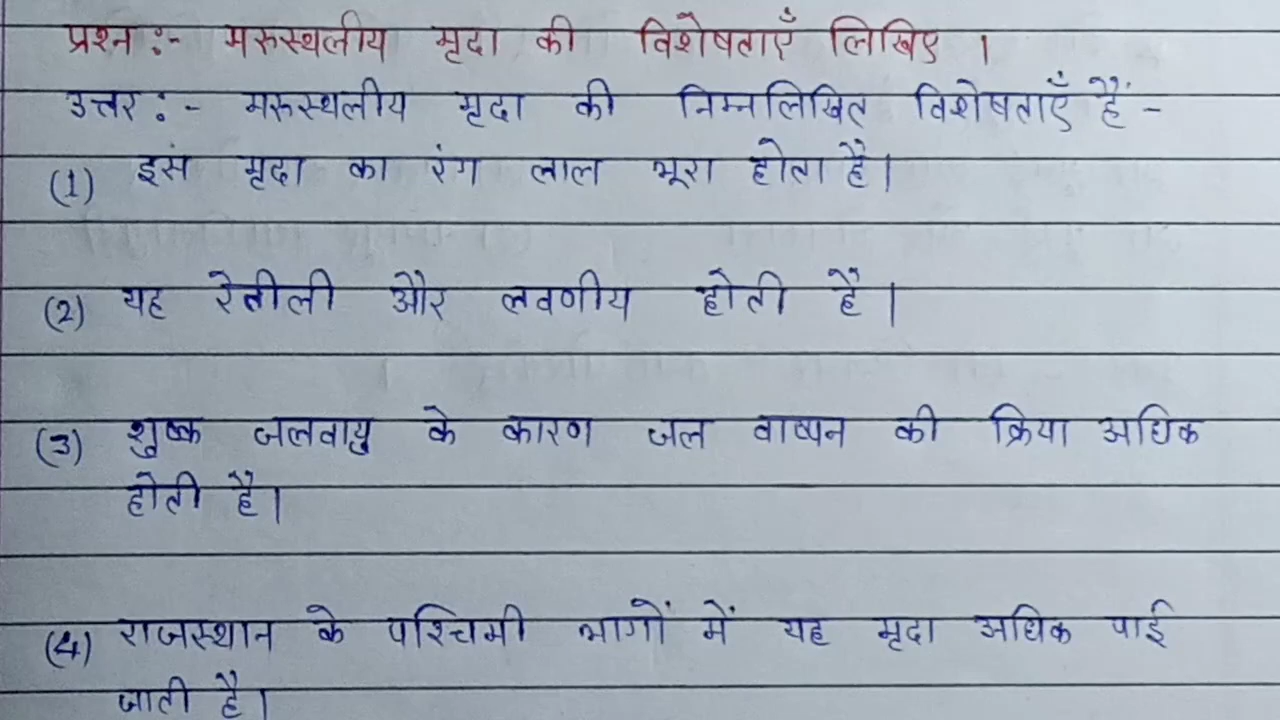 प्रश्न :- मरुस्थलीय मृदा की विशेषताएँ लिखिए ।
उत्तर :- मरुस्थलीय मृदा की निम्नलिखित विशेषताएँ हैं -
(1) इस मृदा का रंग लाल भूरा होता है।
(2) यह रेतीली और लवणीय होती है।
(3) शुष्क जलवायु के कारण जल वाष्पन की क्रिया अधिक
होती है।
(4) राजस्थान के पश्चिमी भागों में यह मृदा अधिक पाई
जाती है।